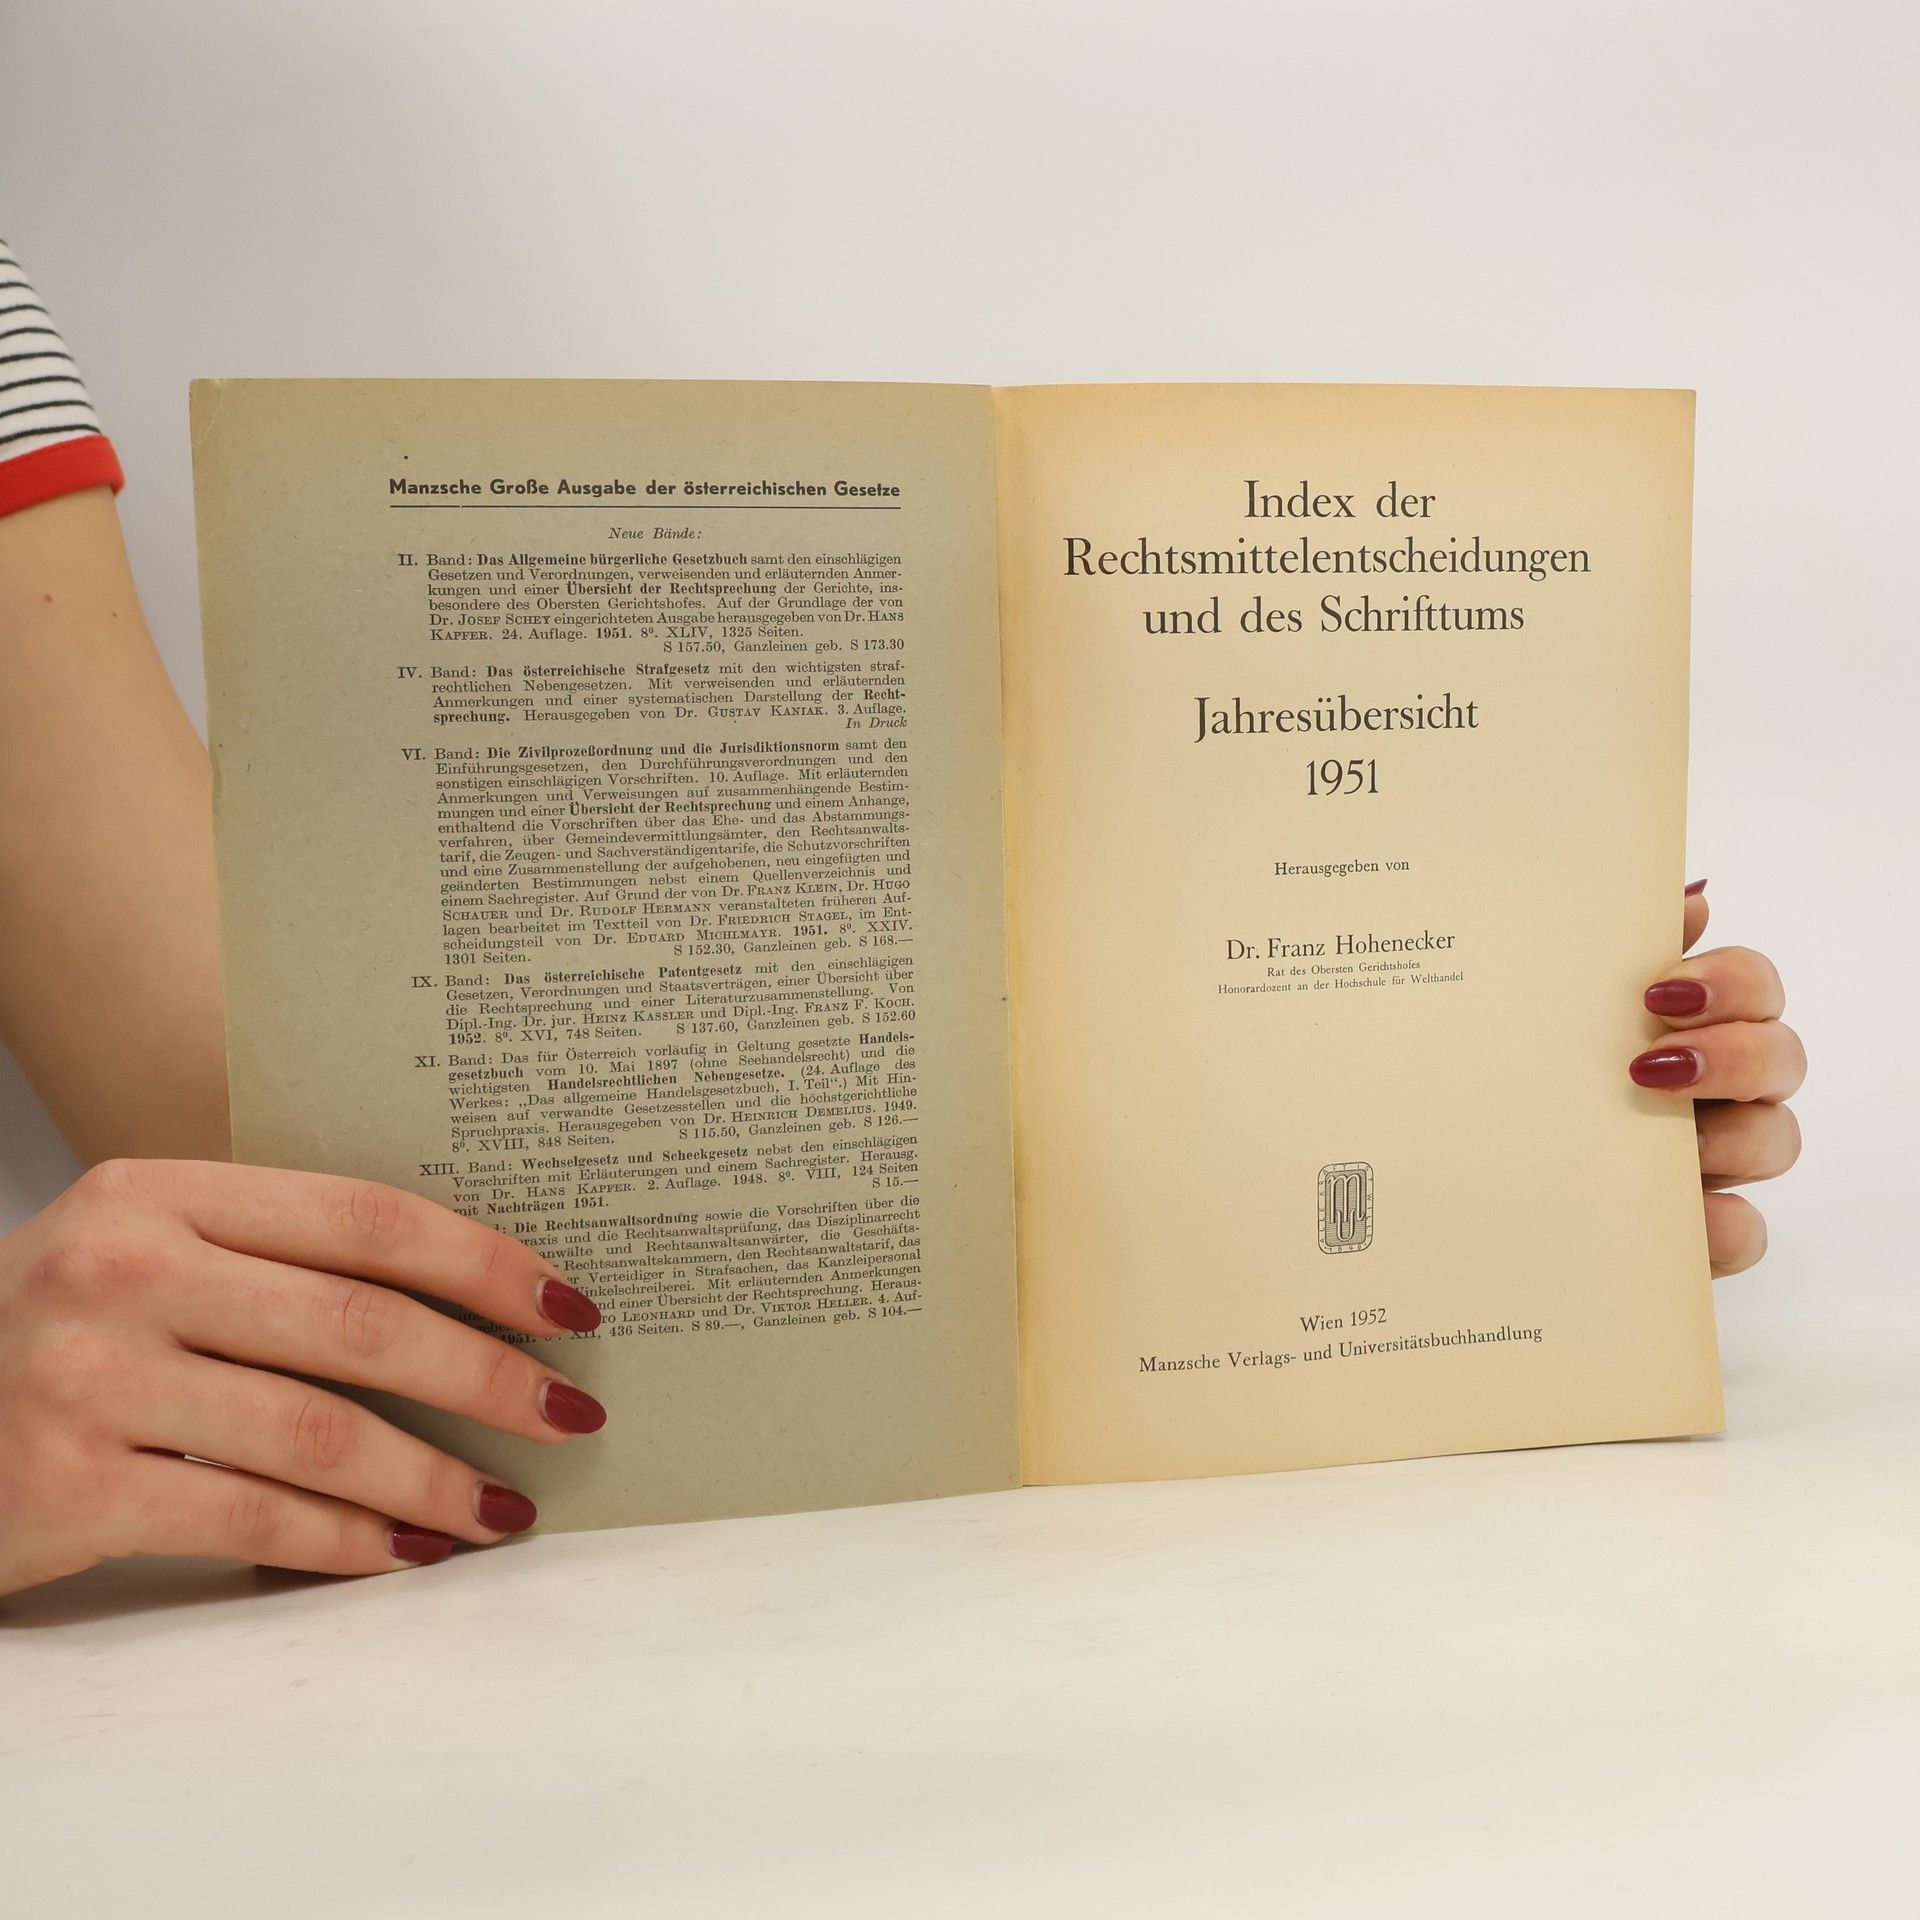 Manzsche Große Ausgabe der österreichischen Gesetze
Neue Bände:
II. Band: Das Allgemeine bürgerliche Gesetzbuch samt den einschlägigen
Gesetzen und Verordnungen, verweisenden und erläuternden Anmer-
kungen und einer Übersicht der Rechtsprechung der Gerichte, ins-
besondere des Obersten Gerichtshofes. Auf der Grundlage der von
Dr. JOSEF SCHEY eingerichteten Ausgabe herausgegeben von Dr. HANS
KAPFER. 24. Auflage. 1951. 8⁰. XLIV, 1325 Seiten.
S 157.50, Ganzleinen geb. S 173.30
IV. Band: Das österreichische Strafgesetz mit den wichtigsten straf-
rechtlichen Nebengesetzen. Mit verweisenden und erläuternden
Anmerkungen und einer systematischen Darstellung der Recht-
sprechung. Herausgegeben von Dr. GUSTAV KANIAK. 3. Auflage.
In Druck
VI. Band: Die Zivilprozeßordnung und die Jurisdiktionsnorm samt den
Einführungsgesetzen, den Durchführungsverordnungen und den
sonstigen einschlägigen Vorschriften. 10. Auflage. Mit erläuternden
Anmerkungen und Verweisungen auf zusammenhängende Bestim-
mungen und einer Übersicht der Rechtsprechung und einem Anhange,
enthaltend die Vorschriften über das Ehe- und das Abstammungs-
verfahren, über Gemeindevermittlungsämter, den Rechtsanwalts-
tarif, die Zeugen- und Sachverständigentarife, die Schutzvorschriften
und eine Zusammenstellung der aufgehobenen, neu eingefügten und
geänderten Bestimmungen nebst einem Quellenverzeichnis und
einem Sachregister. Auf Grund der von Dr. FRANZ KLEIN, Dr. HUGO
SCHAUER und Dr. RUDOLF HERMANN veranstalteten früheren Auf-
lagen bearbeitet im Textteil von Dr. FRIEDRICH STAGEL, im Ent-
scheidungsteil von Dr. EDUARD MICHLMAYR. 1951. 8⁰. XXIV.
1301 Seiten. S 152.30, Ganzleinen geb. S 168.—
IX. Band: Das österreichische Patentgesetz mit den einschlägigen
Gesetzen, Verordnungen und Staatsverträgen, einer Übersicht über
die Rechtsprechung und einer Literaturzusammenstellung. Von
Dipl.-Ing. Dr. jur. HEINZ KASSLER und Dipl.-Ing. FRANZ F. KOCH.
1952. 8⁰. XVI, 748 Seiten. S 137.60, Ganzleinen geb. S 152.60
XI. Band: Das für Österreich vorläufig in Geltung gesetzte Handels-
gesetzbuch vom 10. Mai 1897 (ohne Seehandelsrecht) und die
wichtigsten Handelsrechtlichen Nebengesetze. (24. Auflage des
Werkes: „Das allgemeine Handelsgesetzbuch, I. Teil“.) Mit Hin-
weisen auf verwandte Gesetzesstellen und die höchstgerichtliche
Spruchpraxis. Herausgegeben von Dr. HEINRICH DEMELIUS. 1949.
8⁰. XVIII, 848 Seiten. S 115.50, Ganzleinen geb. S 126.—
XIII. Band: Wechselgesetz und Scheckgesetz nebst den einschlägigen
Vorschriften mit Erläuterungen und einem Sachregister. Herausg.
von Dr. HANS KAPFER. 2. Auflage. 1948. 8⁰. VIII, 124 Seiten
mit Nachträgen 1951. S 15.—
Die Rechtsanwaltsordnung sowie die Vorschriften über die
praxis und die Rechtsanwaltsprüfung, das Disziplinarrecht
anwälte und Rechtsanwaltsanwärter, die Geschäfts-
Rechtsanwaltskammern, den Rechtsanwaltstarif, das
Verteidiger in Strafsachen, das Kanzleipersonal
Winkelschreiberei. Mit erläuternden Anmerkungen
und einer Übersicht der Rechtsprechung. Heraus-
LEONHARD und Dr. VIKTOR HELLER. 4. Auf-
1951. XII, 436 Seiten. S 89.—, Ganzleinen geb. S 104.—
Index der
Rechtsmittelentscheidungen
und des Schrifttums
Jahresübersicht
1951
Herausgegeben von
Dr. Franz Hohenecker
Rat des Obersten Gerichtshofes
Honorardozent an der Hochschule für Welthandel
Wien 1952
Manzsche Verlags- und Universitätsbuchhandlung